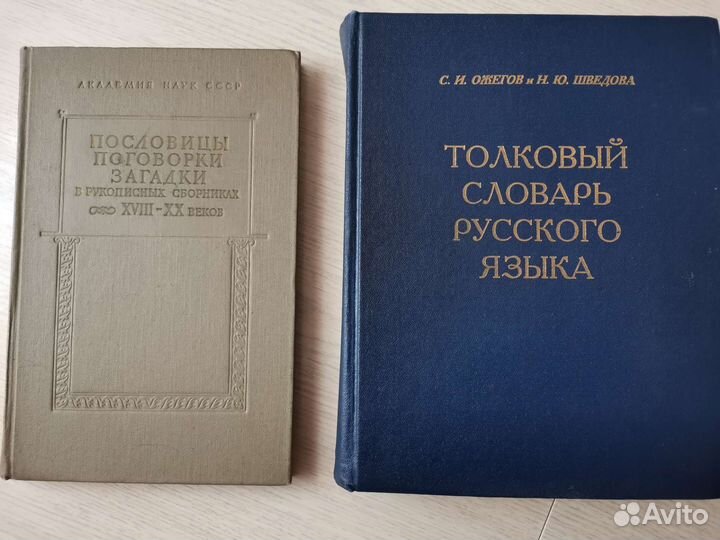 АКАДЕМИЯ НАУК СССР
ПОСЛОВИЦЫ
ПОГОВОРКИ
ЗАГАДКИ
В РУКОПИСНЫХ СБОРНИКАХ
XVIII-XX ВЕКОВ
С. И. ОЖЕГОВ и Н. Ю. ШВЕДОВА
ТОЛКОВЫЙ
СЛОВАРЬ
РУССКОГО
ЯЗЫКА
Avito